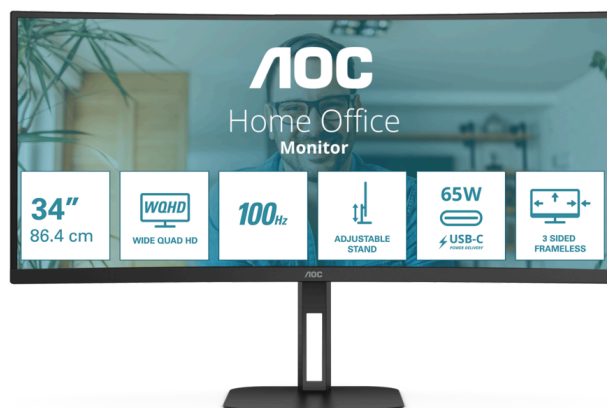 AOC
Home Office
Monitor
34"
86.4 cm
WQHD
WIDE QUAD HD
100Hz
ADJUSTABLE
STAND
65W
USB-C
POWER DELIVERY
3 SIDED
FRAMELESS
AOC